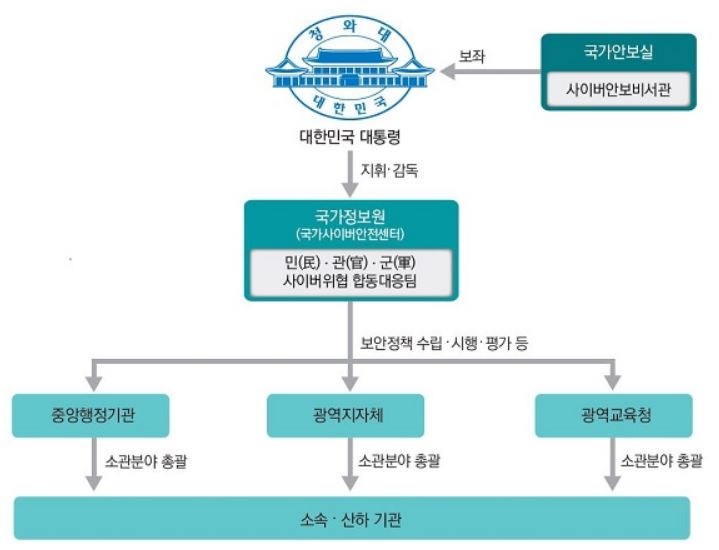 청와대
대한민국
대한민국 대통령
보좌
국가안보실
사이버안보비서관
지휘·감독
국가정보원
(국가사이버안전센터)
민(民)·관(官)·군(軍)
사이버위협 합동대응팀
보안정책 수립·시행·평가 등
중앙행정기관
광역지자체
광역교육청
소관분야 총괄
소관분야 총괄
소관분야 총괄
소속·산하 기관